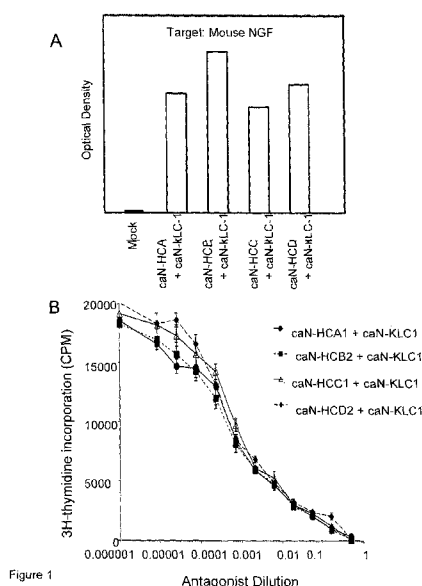 A
Target: Mouse NGF
Optical Density
Mock
caN-HCA
+ caN-kLC-1
caN-HCB
+ caN-kLC-1
caN-HCC
+ caN-kLC-1
caN-HCD
+ caN-kLC-1
B
3H-thymidine incorporation (CPM)
20000
15000
10000
5000
0
caN-HCA1 + caN-KLC1
caN-HCB2 + caN-KLC1
caN-HCC1 + caN-KLC1
caN-HCD2 + caN-KLC1
0.000001 0.00001 0.0001 0.001 0.01 0.1 1
Antagonist Dilution
Figure 1